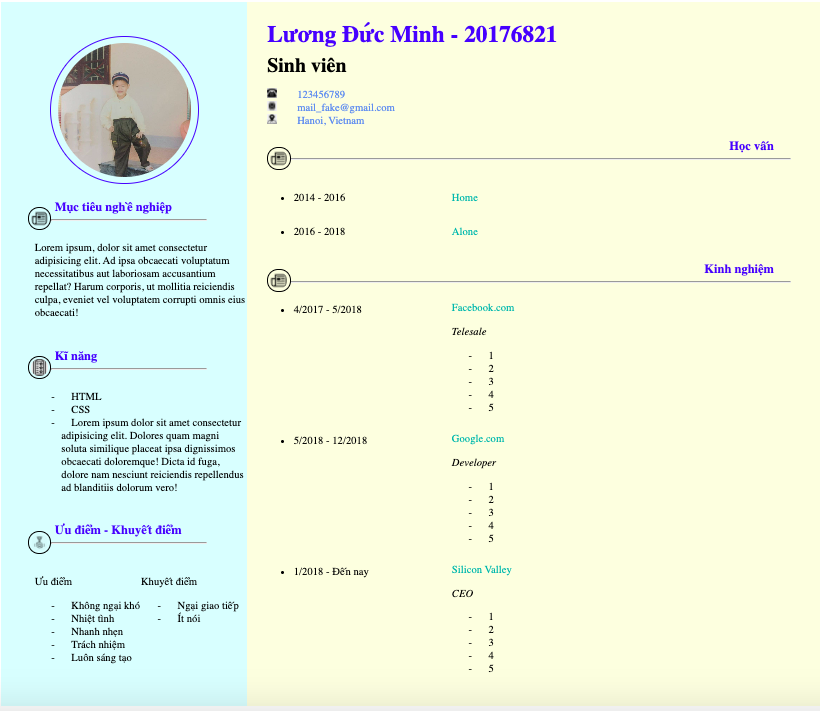 Lương Đức Minh - 20176821
Sinh viên
123456789
mail_fake@gmail.com
Hanoi, Vietnam
Mục tiêu nghề nghiệp
Lorem ipsum, dolor sit amet consectetur
adipisicing elit. Ad ipsa obcaecati voluptatum
necessitatibus aut laboriosam accusantium
repellat? Harum corporis, ut mollitia reiciendis
culpa, eveniet vel voluptatem corrupti omnis eius
obcaecati!
Kĩ năng
- HTML
- CSS
- Lorem ipsum dolor sit amet consectetur
adipisicing elit. Dolores quam magni
soluta similique placeat ipsa dignissimos
obcaecati doloremque! Dicta id fuga,
dolore nam nesciunt reiciendis repellendus
ad blanditiis dolorum vero!
Ưu điểm - Khuyết điểm
Ưu điểm
- Không ngại khó
- Nhiệt tình
- Nhanh nhẹn
- Trách nhiệm
- Luôn sáng tạo
Khuyết điểm
- Ngại giao tiếp
- Ít nói
Học vấn
• 2014 - 2016 Home
• 2016 - 2018 Alone
Kinh nghiệm
• 4/2017 - 5/2018 Facebook.com
Telesale
- 1
- 2
- 3
- 4
- 5
• 5/2018 - 12/2018 Google.com
Developer
- 1
- 2
- 3
- 4
- 5
• 1/2018 - Đến nay Silicon Valley
CEO
- 1
- 2
- 3
- 4
- 5